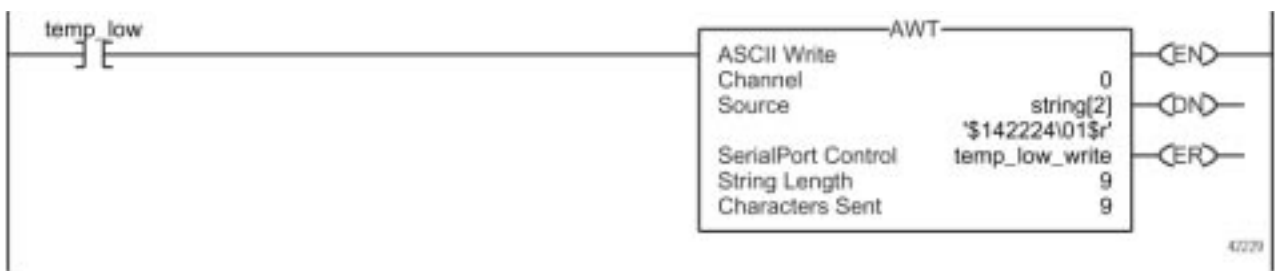 temp_low
AWT
ASCII Write
EN
Channel 0
Source string[2]
DN
'$142224\01$r'
SerialPort Control temp_low_write
ER
String Length 9
Characters Sent 9
42229